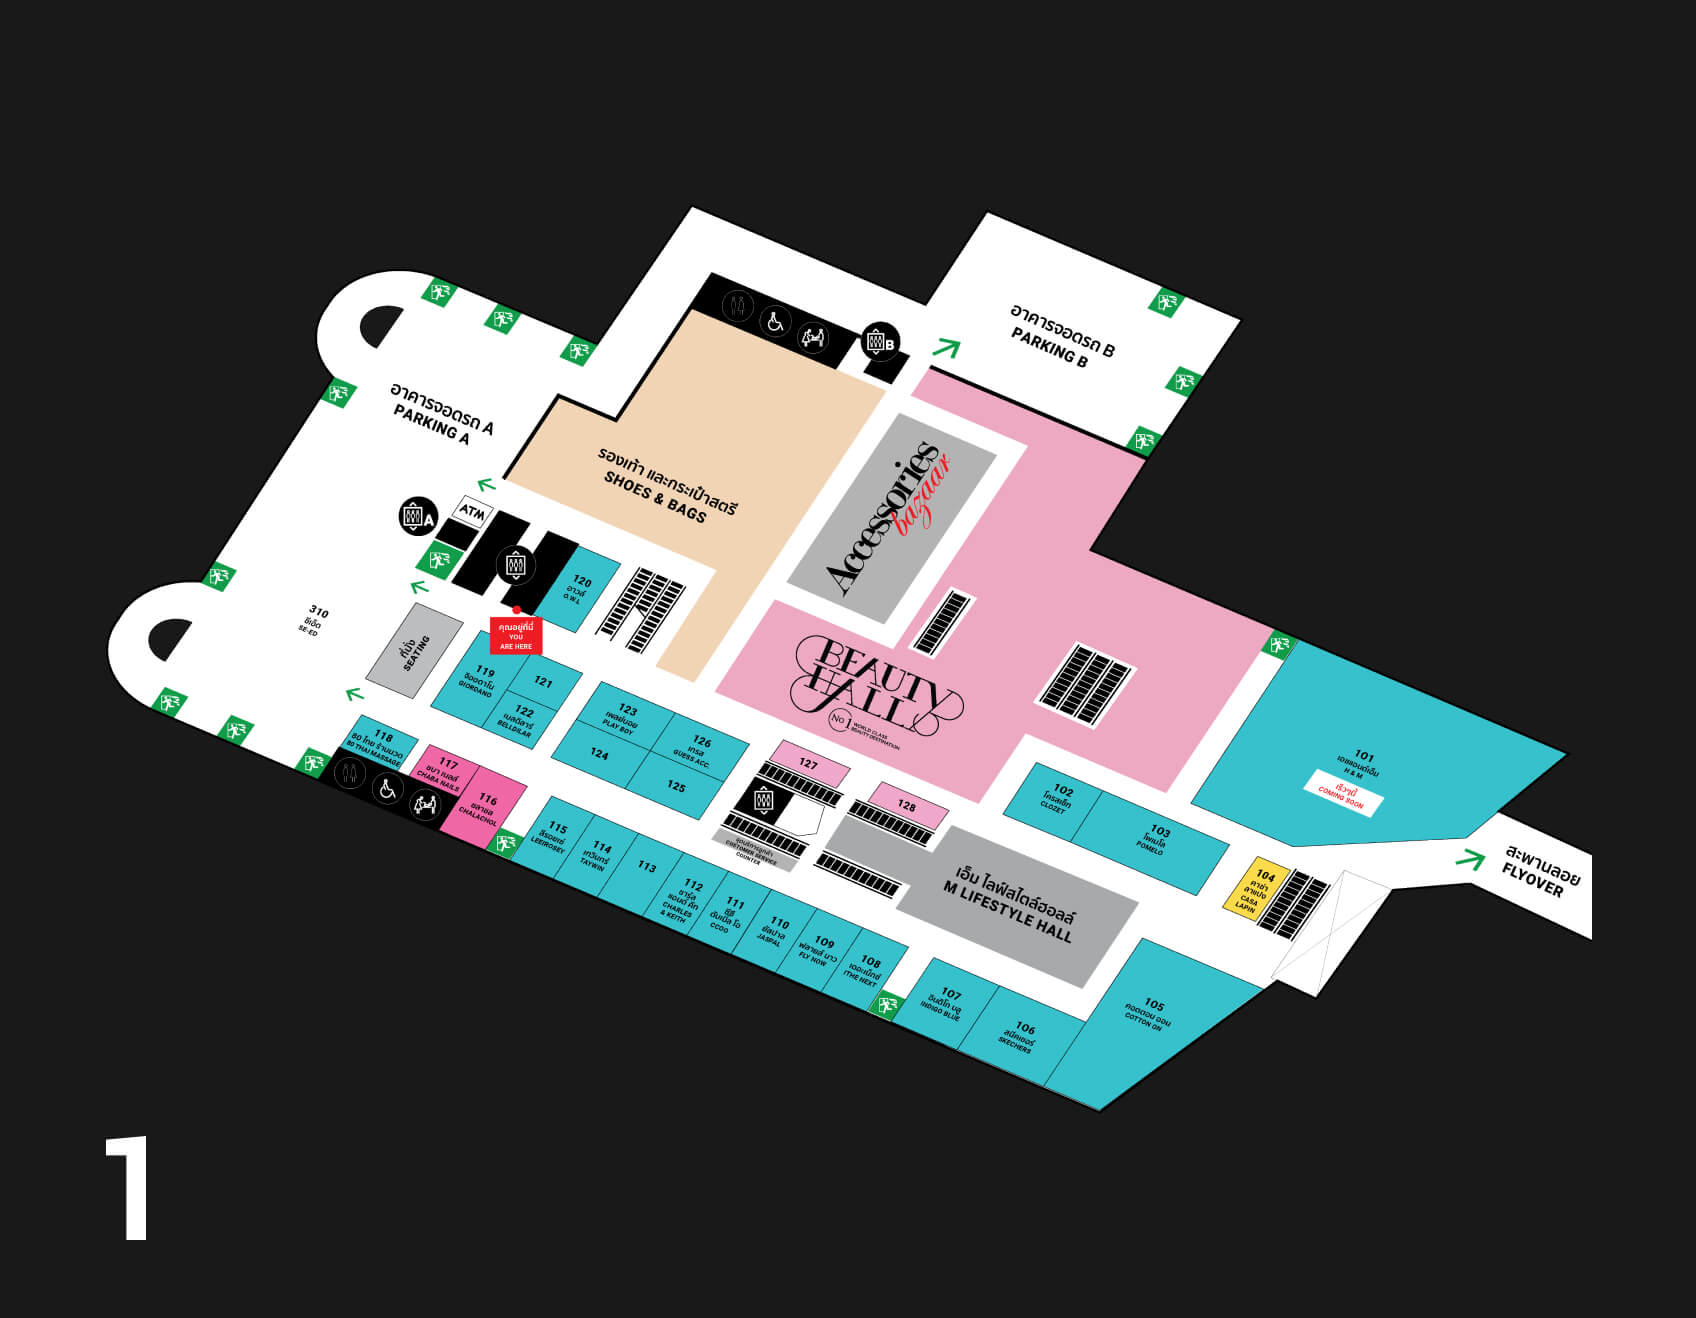 อาคารจอดรถ B
PARKING B
อาคารจอดรถ A
PARKING A
B
รองเท้า และกระเป๋าสตรี
SHOES & BAGS
Accessories
bazaar
A
ATM
120
อาวล์
O.W.L
คุณอยู่ที่นี่
YOU
ARE HERE
310
ซีเอ็ด
SE-ED
ที่นั่ง
SEATING
119
จิออดาโน
GIORDANO
121
122
เบลดิลาร์
BELLDILAR
BEAUTY
HALL
No 1
WORLD CLASS
BEAUTY DESTINATION
123
เพลย์บอย
PLAY BOY
124
126
เกรส
GUESS ACC.
125
118
80 ไทย ร้านนวด
80 THAI MASSAGE
117
ชบา เนลส์
CHABA NAILS
116
ชลาชล
CHALACHOL
127
128
จุดบริการลูกค้า
CUSTOMER SERVICE
COUNTER
101
เอชแอนด์เอ็ม
H & M
เร็วๆนี้
COMING SOON
102
โคลเซ็ท
CLOZET
103
โพเมโล
POMELO
104
คาซ่า
ลาแปง
CASA
LAPIN
สะพานลอย
FLYOVER
เอ็ม ไลฟ์สไตล์ฮอลล์
M LIFESTYLE HALL
115
ลีรอยเซ่
LEEIROSEY
114
ทาวินทร์
TAYWIN
113
112
ชาร์ล
แอนด์ คีท
CHARLES
& KEITH
111
ซีซี
ดับเบิ้ล โอ
CCOO
110
ยัสปาล
JASPAL
109
ฟลายส์ นาว
FLY NOW
108
เดอะเน็กซ์
/THE NEXT
107
อินดิโก บลู
INDIGO BLUE
106
สเก็ตเชอร์
SKECHERS
105
คอตตอน ออน
COTTON ON
1